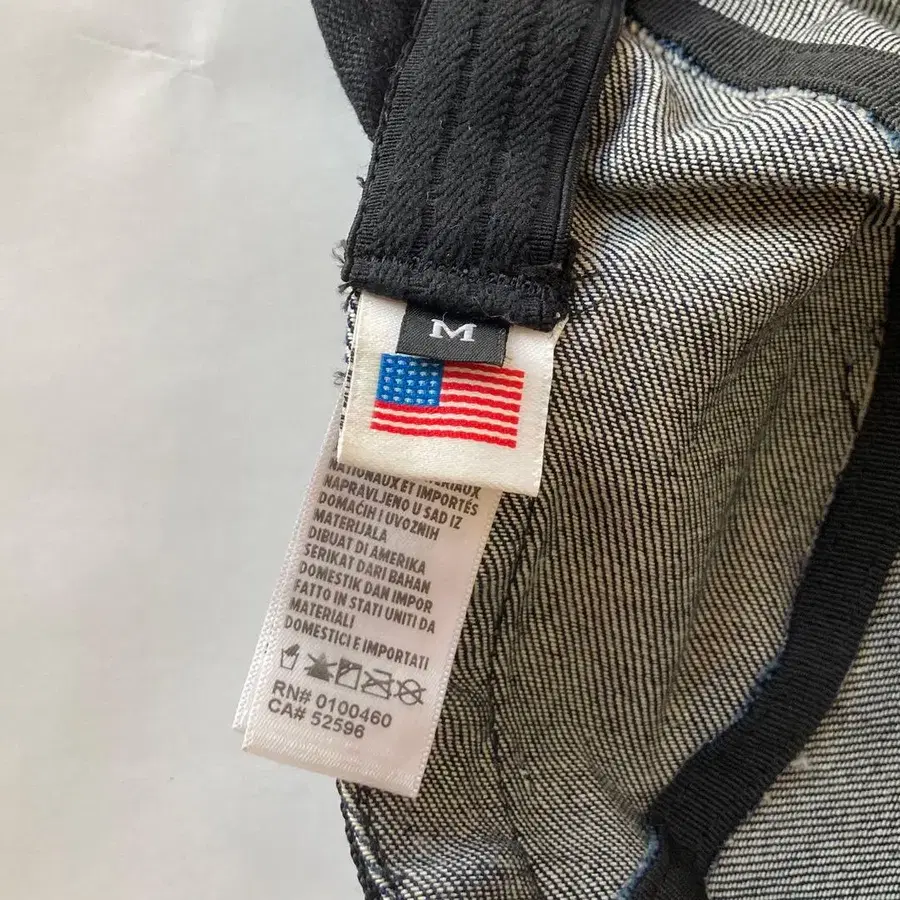 M
NATIONAUX ET IMPORTÉS
NAPRAVLJENO U SAD IZ
DOMAĆIH I UVOZNIH
MATERIJALA
DIBUAT DI AMERIKA
SERIKAT DARI BAHAN
DOMESTIK DAN IMPOR
FATTO IN STATI UNITI DA
MATERIALI
DOMESTICI E IMPORTATI
RN# 0100460
CA# 52596